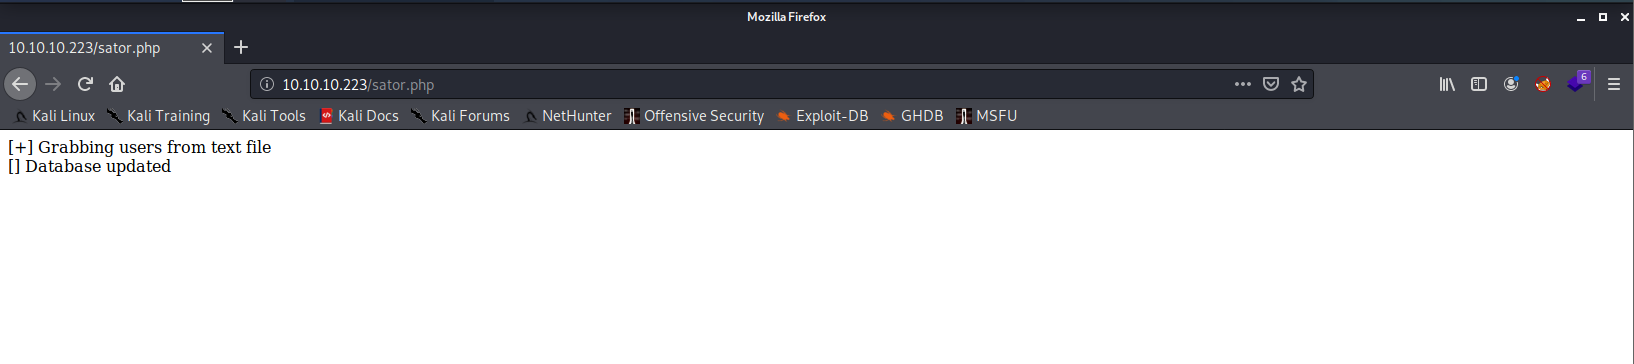 Mozilla Firefox
10.10.10.223/sator.php
10.10.10.223/sator.php
6
Kali Linux Kali Training Kali Tools Kali Docs Kali Forums NetHunter Offensive Security Exploit-DB GHDB MSFU
[+] Grabbing users from text file
[] Database updated